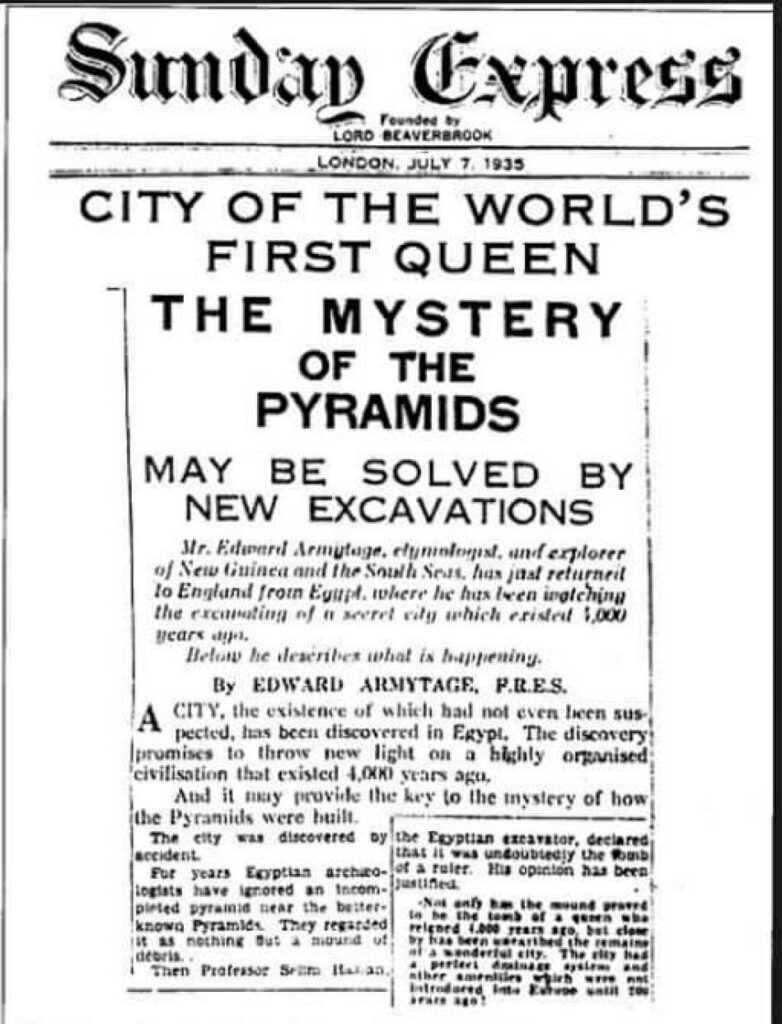 Sunday Express
Founded by
LORD BEAVERBROOK
LONDON, JULY 7, 1935
CITY OF THE WORLD'S
FIRST QUEEN
THE MYSTERY
OF THE
PYRAMIDS
MAY BE SOLVED BY
NEW EXCAVATIONS
Mr. Edward Armytage, etymologist, and explorer
of New Guinea and the South Seas, has just returned
to England from Egypt, where he has been watching
the excavating of a secret city which existed 4,000
years ago.
Below he describes what is happening.
By EDWARD ARMYTAGE, F.R.E.S.
A CITY, the existence of which had not even been sus-
pected, has been discovered in Egypt. The discovery
promises to throw new light on a highly organised
civilisation that existed 4,000 years ago.
And it may provide the key to the mystery of how
the Pyramids were built.
The city was discovered by
accident.
For years Egyptian archæo-
logists have ignored an incom-
pleted pyramid near the better-
known Pyramids. They regarded
it as nothing but a mound of
debris.
Then Professor Selim Hassan,
the Egyptian excavator, declared
that it was undoubtedly the tomb
of a ruler. His opinion has been
justified.
Not only has the mound proved
to be the tomb of a queen who
reigned 4,000 years ago, but close
by has been unearthed the remains
of a wonderful city. The city had
a perfect drainage system and
other amenities which were not
introduced into Europe until 200
years ago!